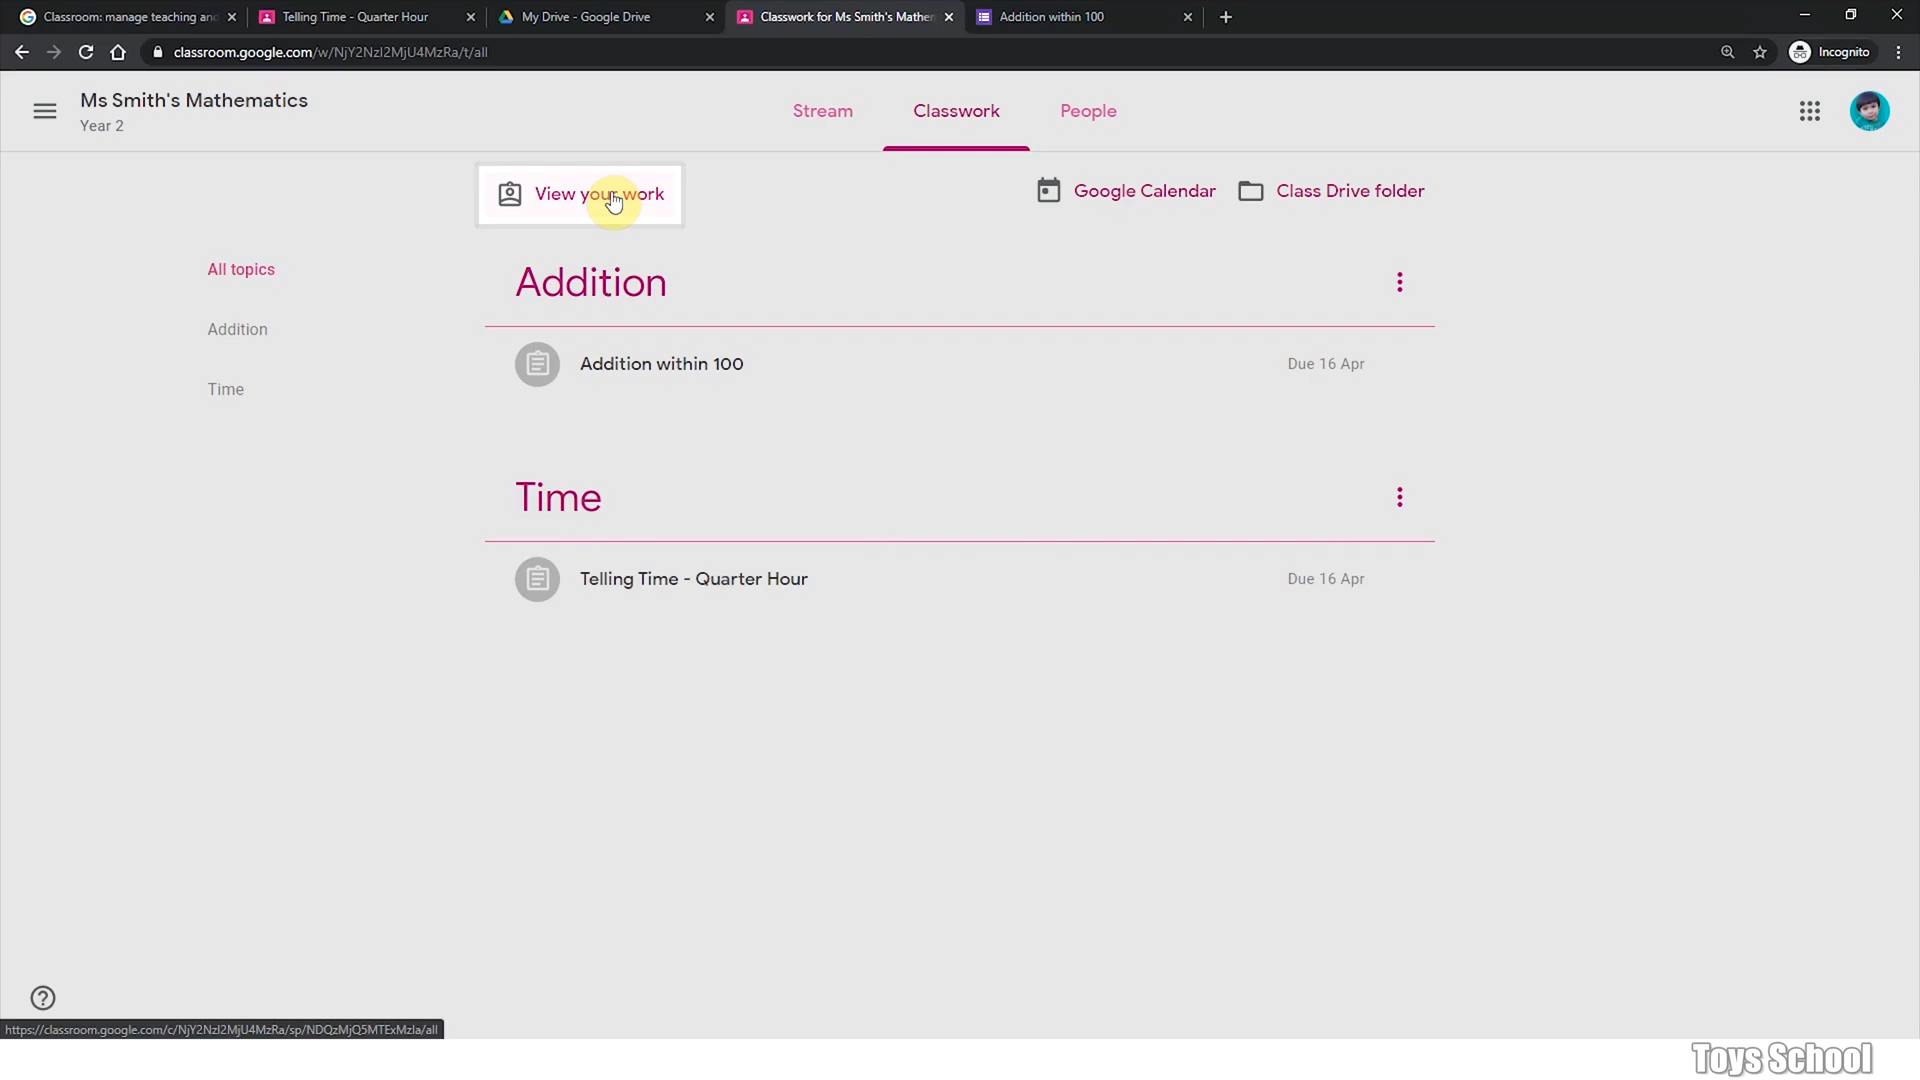 Classroom: manage teaching and
Telling Time - Quarter Hour
My Drive - Google Drive
Classwork for Ms Smith's Mathe
Addition within 100
classroom.google.com/w/NjY2NzI2MjU4MzRa/t/all
Incognito
Ms Smith's Mathematics
Year 2
Stream
Classwork
People
View your work
Google Calendar
Class Drive folder
All topics
Addition
Time
Addition
Addition within 100
Due 16 Apr
Time
Telling Time - Quarter Hour
Due 16 Apr
https://classroom.google.com/c/NjY2NzI2MjU4MzRa/sp/NDQzMjQ5MTExMzIa/all
Toys School